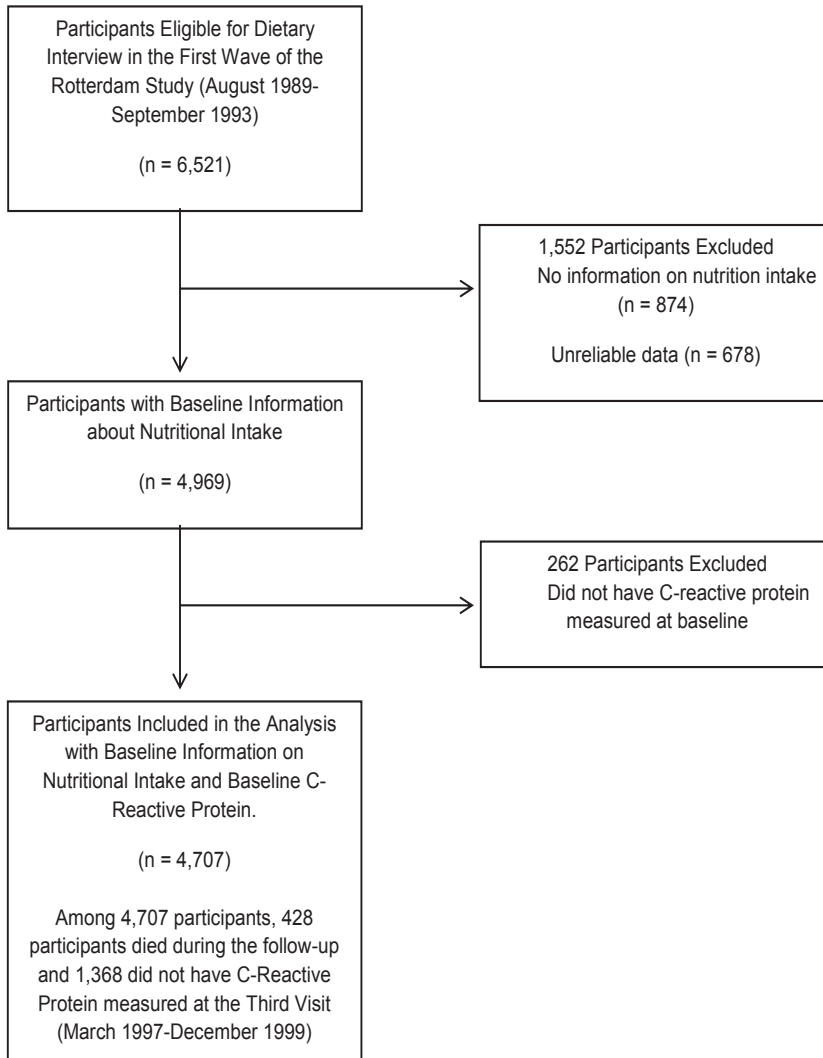 Participants Eligible for Dietary
Interview in the First Wave of the
Rotterdam Study (August 1989-
September 1993)
(n = 6,521)
1,552 Participants Excluded
No information on nutrition intake
(n = 874)
Unreliable data (n = 678)
Participants with Baseline Information
about Nutritional Intake
(n = 4,969)
262 Participants Excluded
Did not have C-reactive protein
measured at baseline
Participants Included in the Analysis
with Baseline Information on
Nutritional Intake and Baseline C-
Reactive Protein.
(n = 4,707)
Among 4,707 participants, 428
participants died during the follow-up
and 1,368 did not have C-Reactive
Protein measured at the Third Visit
(March 1997-December 1999)